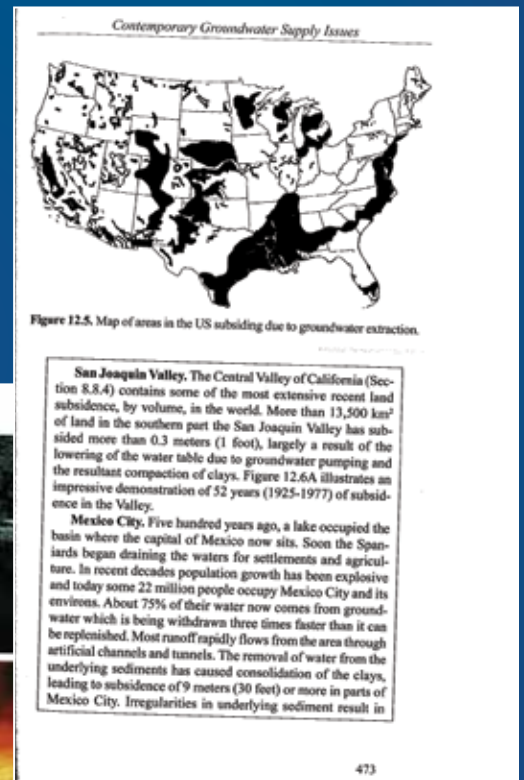 Contemporary Groundwater Supply Issues
Figure 12.5. Map of areas in the US subsiding due to groundwater extraction.
San Joaquin Valley. The Central Valley of California (Sec-
tion 8.8.4) contains some of the most extensive recent land
subsidence, by volume, in the world. More than 13,500 km²
of land in the southern part the San Joaquin Valley has sub-
sided more than 0.3 meters (1 foot), largely a result of the
lowering of the water table due to groundwater pumping and
the resultant compaction of clays. Figure 12.6A illustrates an
impressive demonstration of 52 years (1925-1977) of subsid-
ence in the Valley.
Mexico City. Five hundred years ago, a lake occupied the
basin where the capital of Mexico now sits. Soon the Span-
iards began draining the waters for settlements and agricul-
ture. In recent decades population growth has been explosive
and today some 22 million people occupy Mexico City and its
environs. About 75% of their water now comes from ground-
water which is being withdrawn three times faster than it can
be replenished. Most runoff rapidly flows from the area through
artificial channels and tunnels. The removal of water from the
underlying sediments has caused consolidation of the clays,
leading to subsidence of 9 meters (30 feet) or more in parts of
Mexico City. Irregularities in underlying sediment result in
473